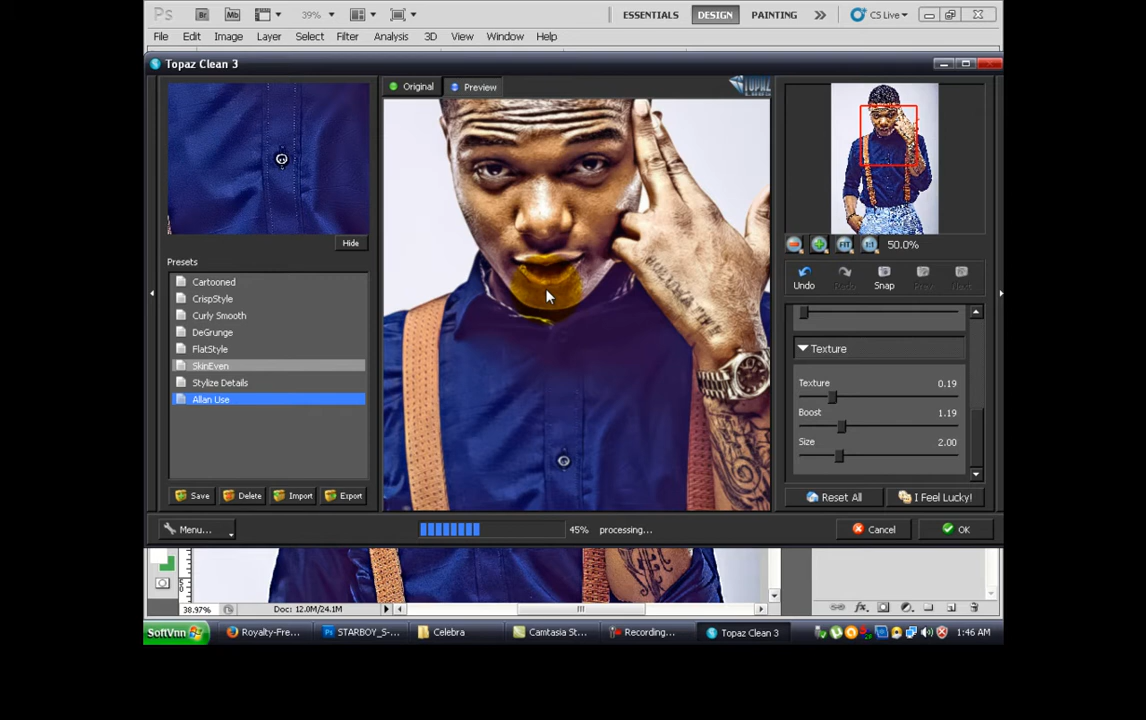 Ps Br Mb 39% ESSENTIALS DESIGN PAINTING CS Live
File Edit Image Layer Select Filter Analysis 3D View Window Help
Topaz Clean 3
Original Preview
TOPAZ
Hide
Presets
Cartooned
CrispStyle
Curly Smooth
DeGrunge
FlatStyle
SkinEven
Stylize Details
Allan Use
Save Delete Import Export
FIT 1:1 50.0%
Undo Redo Snap Prev Next
Texture
Texture 0.19
Boost 1.19
Size 2.00
Reset All I Feel Lucky!
Menu... 45% processing... Cancel OK
38.97% Doc: 12.0M/24.1M
SoftVnn Royalty-Fre... STARBOY_S-... Celebra Camtasia St... Recording... Topaz Clean 3 1:46 AM